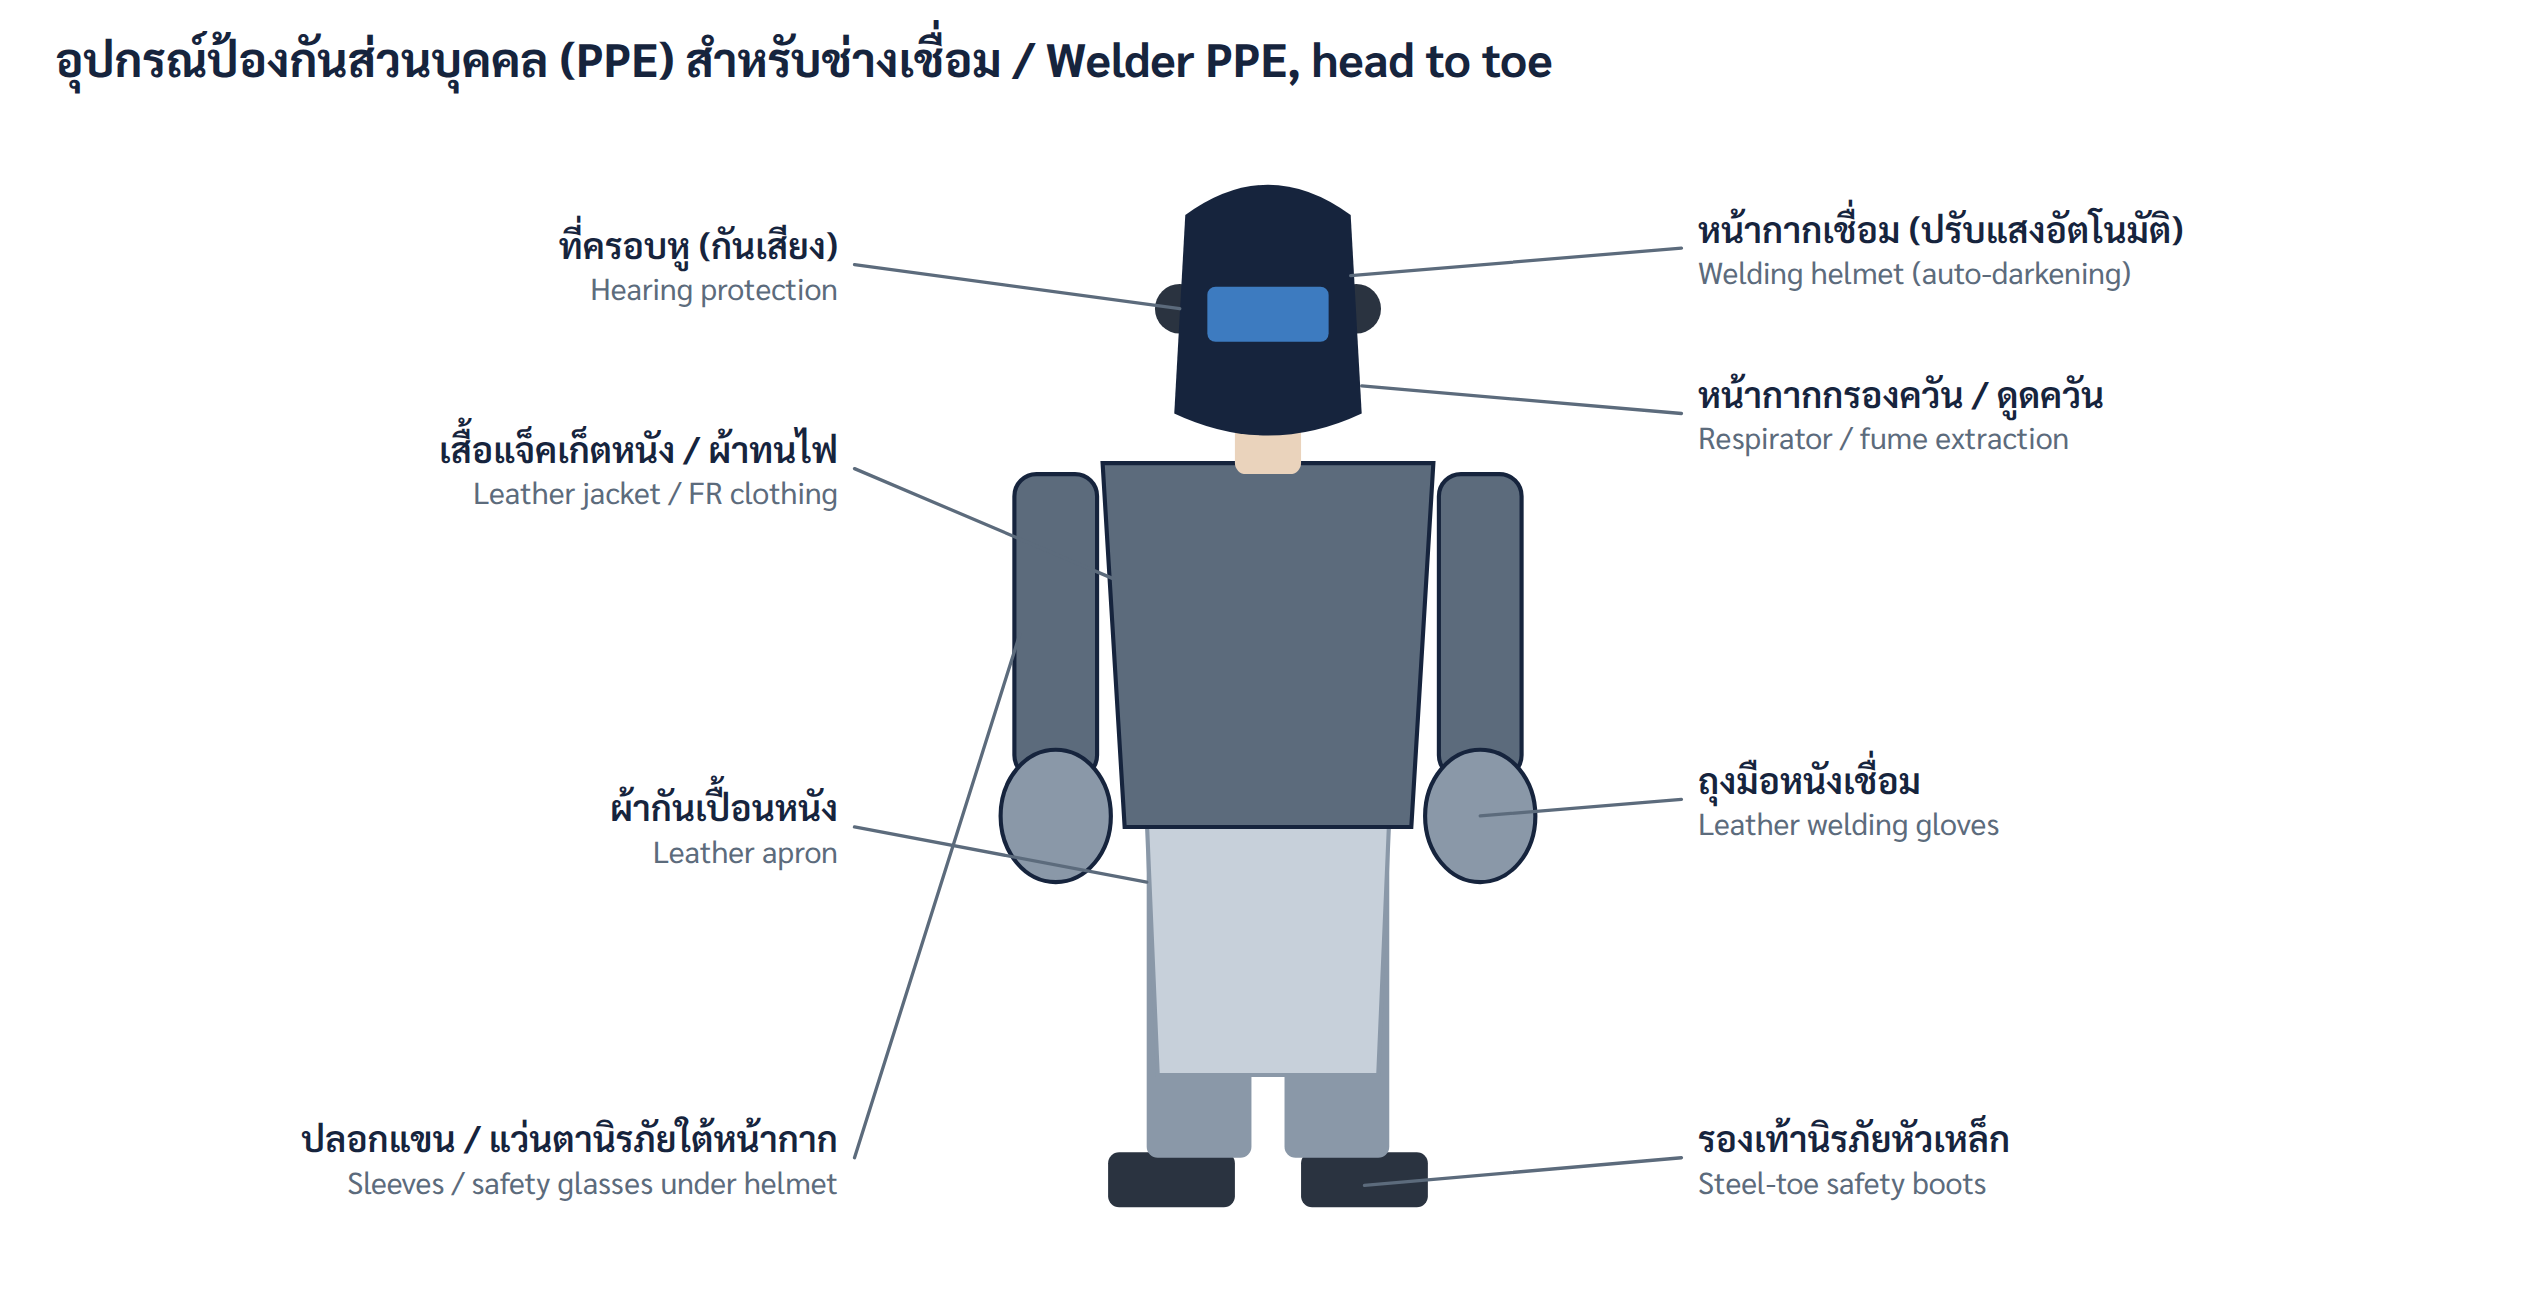 อุปกรณ์ป้องกันส่วนบุคคล (PPE) สำหรับช่างเชื่อม / Welder PPE, head to toe
ที่ครอบหู (กันเสียง)
Hearing protection
เสื้อแจ็คเก็ตหนัง / ผ้าทนไฟ
Leather jacket / FR clothing
ผ้ากันเปื้อนหนัง
Leather apron
ปลอกแขน / แว่นตานิรภัยใต้หน้ากาก
Sleeves / safety glasses under helmet
หน้ากากเชื่อม (ปรับแสงอัตโนมัติ)
Welding helmet (auto-darkening)
หน้ากากกรองควัน / ดูดควัน
Respirator / fume extraction
ถุงมือหนังเชื่อม
Leather welding gloves
รองเท้านิรภัยหัวเหล็ก
Steel-toe safety boots